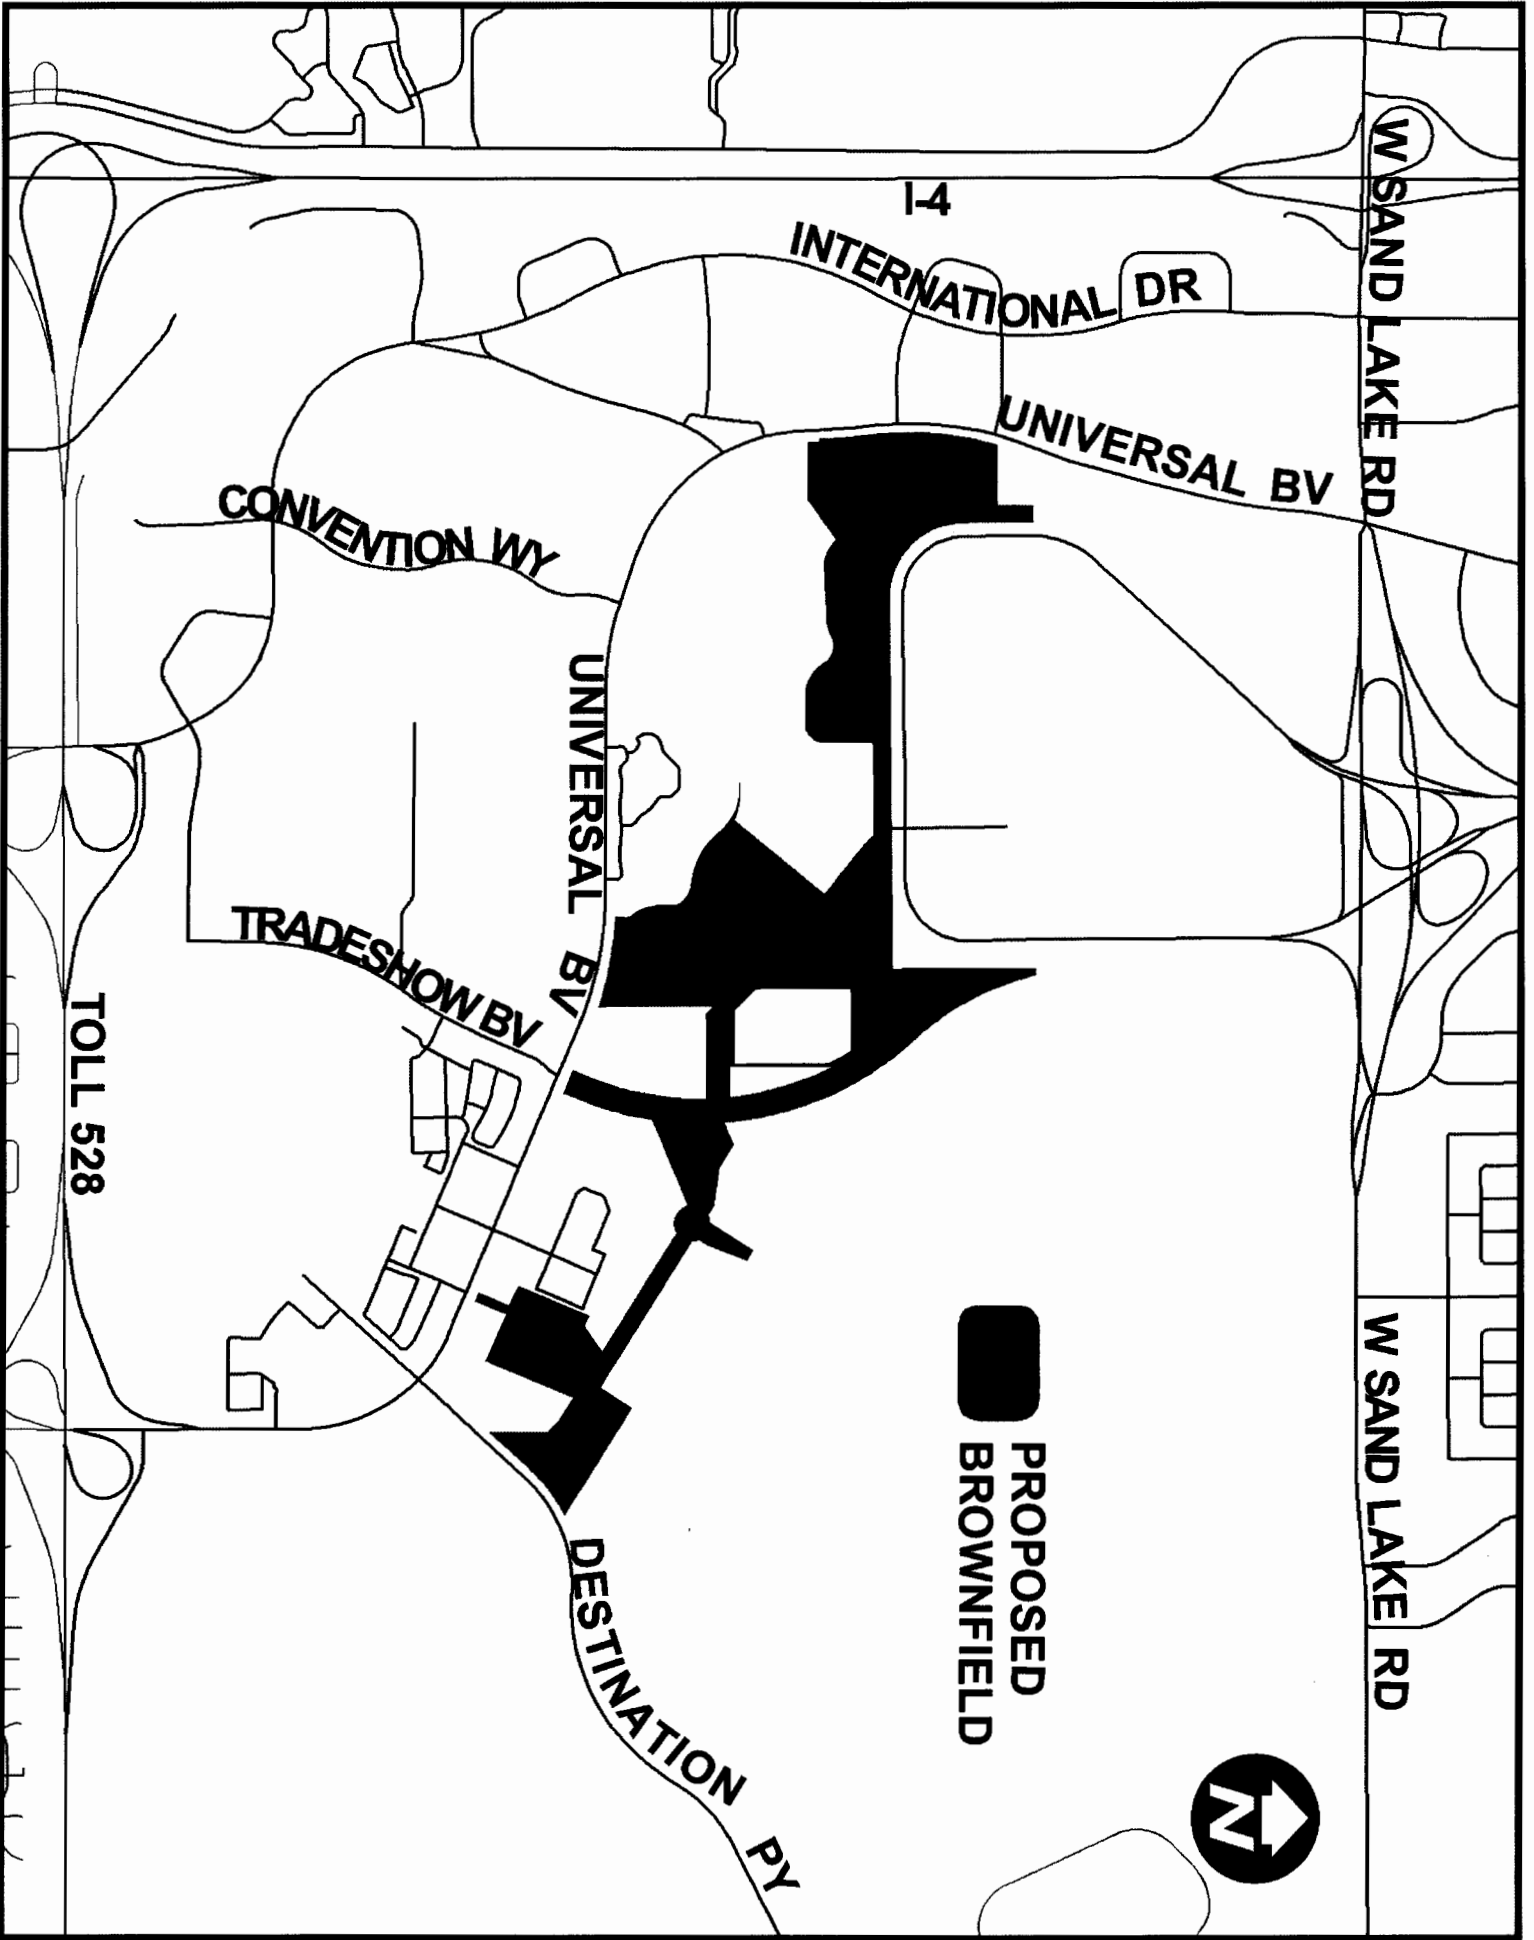 W SAND LAKE RD
W SAND LAKE RD
I-4
INTERNATIONAL DR
UNIVERSAL BV
CONVENTION WY
UNIVERSAL BV
TRADESHOW BV
TOLL 528
PROPOSED
BROWNFIELD
DESTINATION PY
N